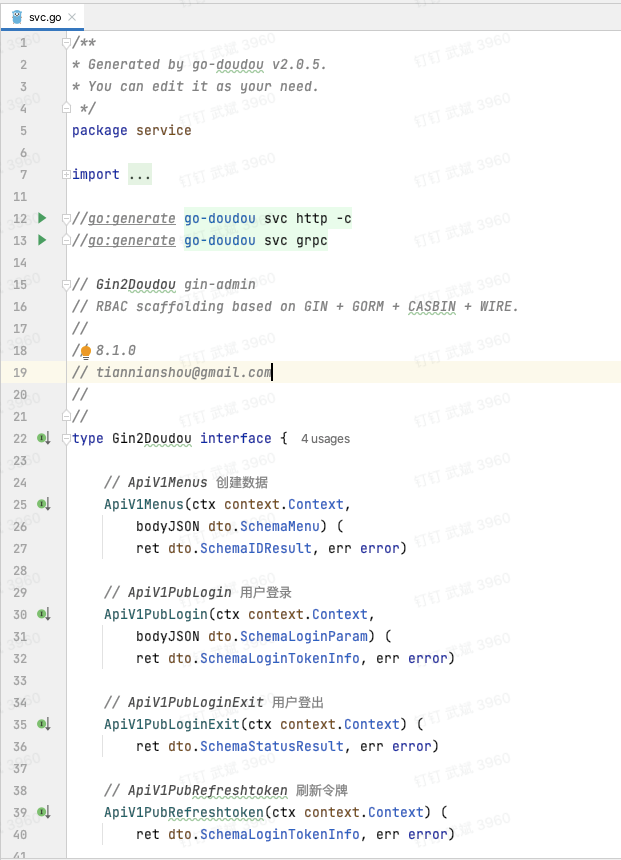 svc.go
1 /**
2 * Generated by go-doudou v2.0.5.
3 * You can edit it as your need.
4 */
5 package service
6
7 import ...
11
12 //go:generate go-doudou svc http -c
13 //go:generate go-doudou svc grpc
14
15 // Gin2Doudou gin-admin
16 // RBAC scaffolding based on GIN + GORM + CASBIN + WIRE.
17 //
18 // 8.1.0
19 // tiannianshou@gmail.com
20 //
21 //
22 type Gin2Doudou interface { 4 usages
23
24 // ApiV1Menus 创建数据
25 ApiV1Menus(ctx context.Context,
26 bodyJSON dto.SchemaMenu) (
27 ret dto.SchemaIDResult, err error)
28
29 // ApiV1PubLogin 用户登录
30 ApiV1PubLogin(ctx context.Context,
31 bodyJSON dto.SchemaLoginParam) (
32 ret dto.SchemaLoginTokenInfo, err error)
33
34 // ApiV1PubLoginExit 用户登出
35 ApiV1PubLoginExit(ctx context.Context) (
36 ret dto.SchemaStatusResult, err error)
37
38 // ApiV1PubRefreshtoken 刷新令牌
39 ApiV1PubRefreshtoken(ctx context.Context) (
40 ret dto.SchemaLoginTokenInfo, err error)
41
钉钉 武斌 3960